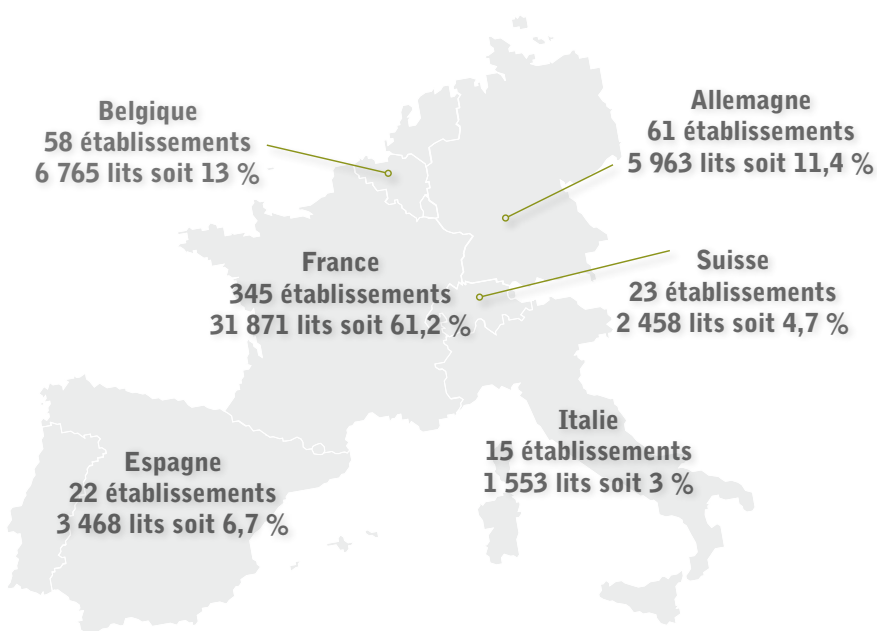 Belgique
58 établissements
6 765 lits soit 13 %
Allemagne
61 établissements
5 963 lits soit 11,4 %
France
345 établissements
31 871 lits soit 61,2 %
Suisse
23 établissements
2 458 lits soit 4,7 %
Italie
15 établissements
1 553 lits soit 3 %
Espagne
22 établissements
3 468 lits soit 6,7 %